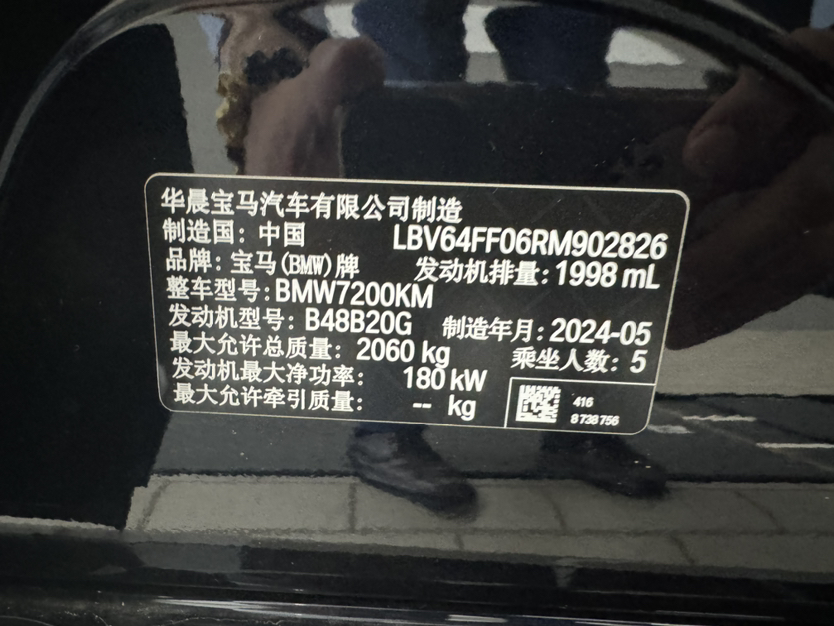 华晨宝马汽车有限公司制造
制造国：中国 LBV64FF06RM902826
品牌：宝马(BMW)牌 发动机排量：1998 mL
整车型号：BMW7200KM
发动机型号：B48B20G 制造年月：2024-05
最大允许总质量：2060 kg 乘坐人数：5
发动机最大净功率：180 kW
最大允许牵引质量：-- kg
416
8738756